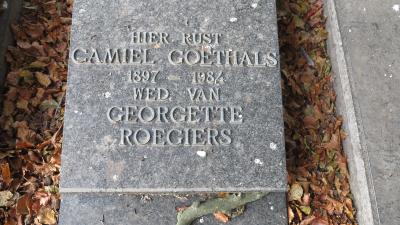 HIER RUST
CAMIEL GOETHALS
1897 – 1984
WED. VAN
GEORGETTE
ROEGIERS